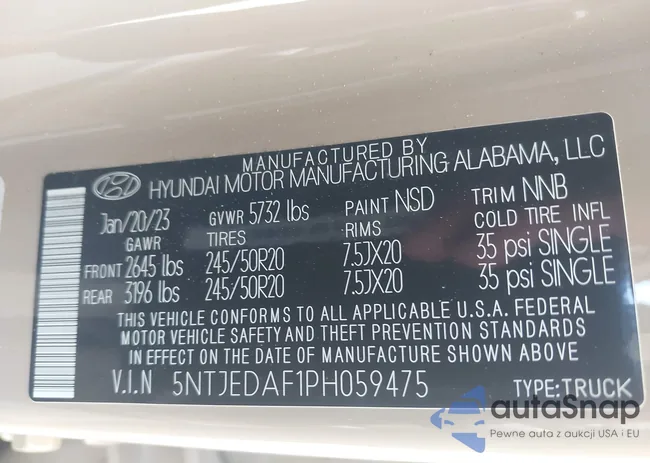 MANUFACTURED BY
HYUNDAI MOTOR MANUFACTURING ALABAMA, LLC
Jan/20/23 GVWR 5732 lbs PAINT NSD TRIM NNB
GAWR TIRES RIMS COLD TIRE INFL
FRONT 2645 lbs 245/50R20 7.5JX20 35 psi SINGLE
REAR 3196 lbs 245/50R20 7.5JX20 35 psi SINGLE
THIS VEHICLE CONFORMS TO ALL APPLICABLE U.S.A. FEDERAL
MOTOR VEHICLE SAFETY AND THEFT PREVENTION STANDARDS
IN EFFECT ON THE DATE OF MANUFACTURE SHOWN ABOVE
V.I.N 5NTJEDAF1PH059475 TYPE:TRUCK
autaSnap
Pewne auta z aukcji USA i EU